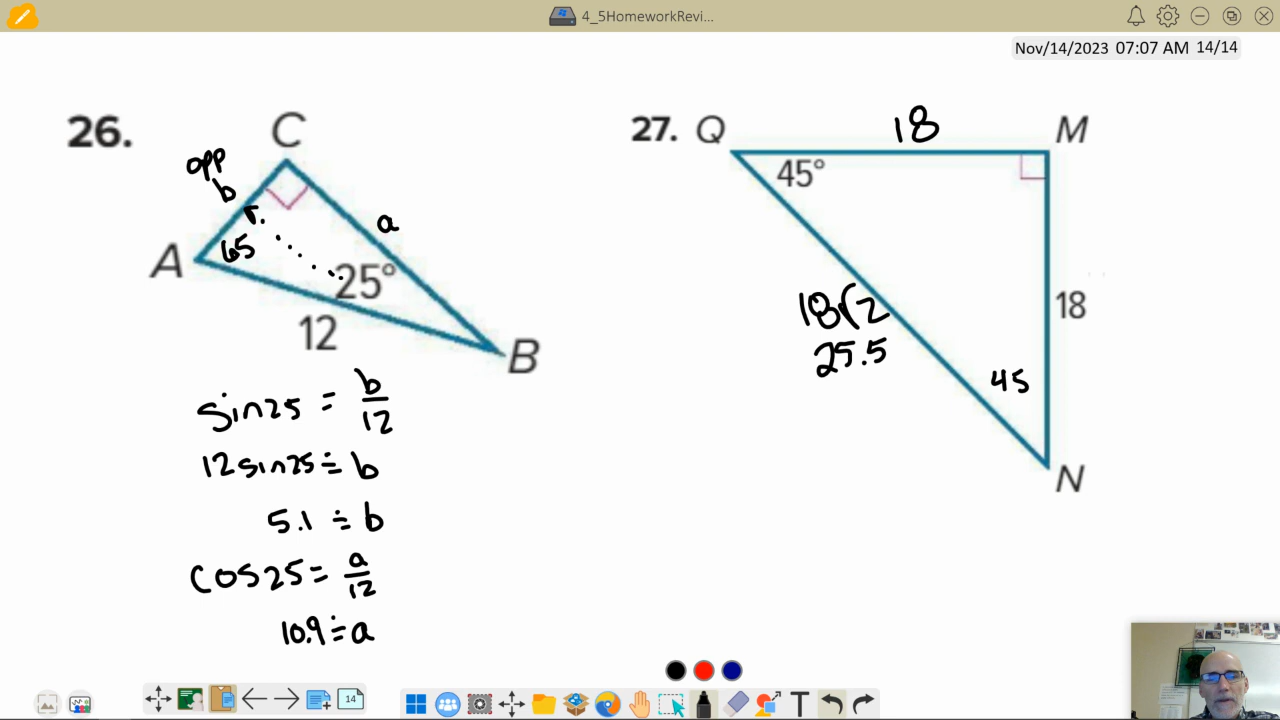 4_5HomeworkRevi...
Nov/14/2023 07:07 AM 14/14
26.
C
opp
b
a
A
65
25°
12
B
sin25 = b/12
12sin25 ≐ b
5.1 ≐ b
cos25 = a/12
10.9 ≐ a
27.
Q
18
M
45°
18√2
25.5
18
45
N
14
T